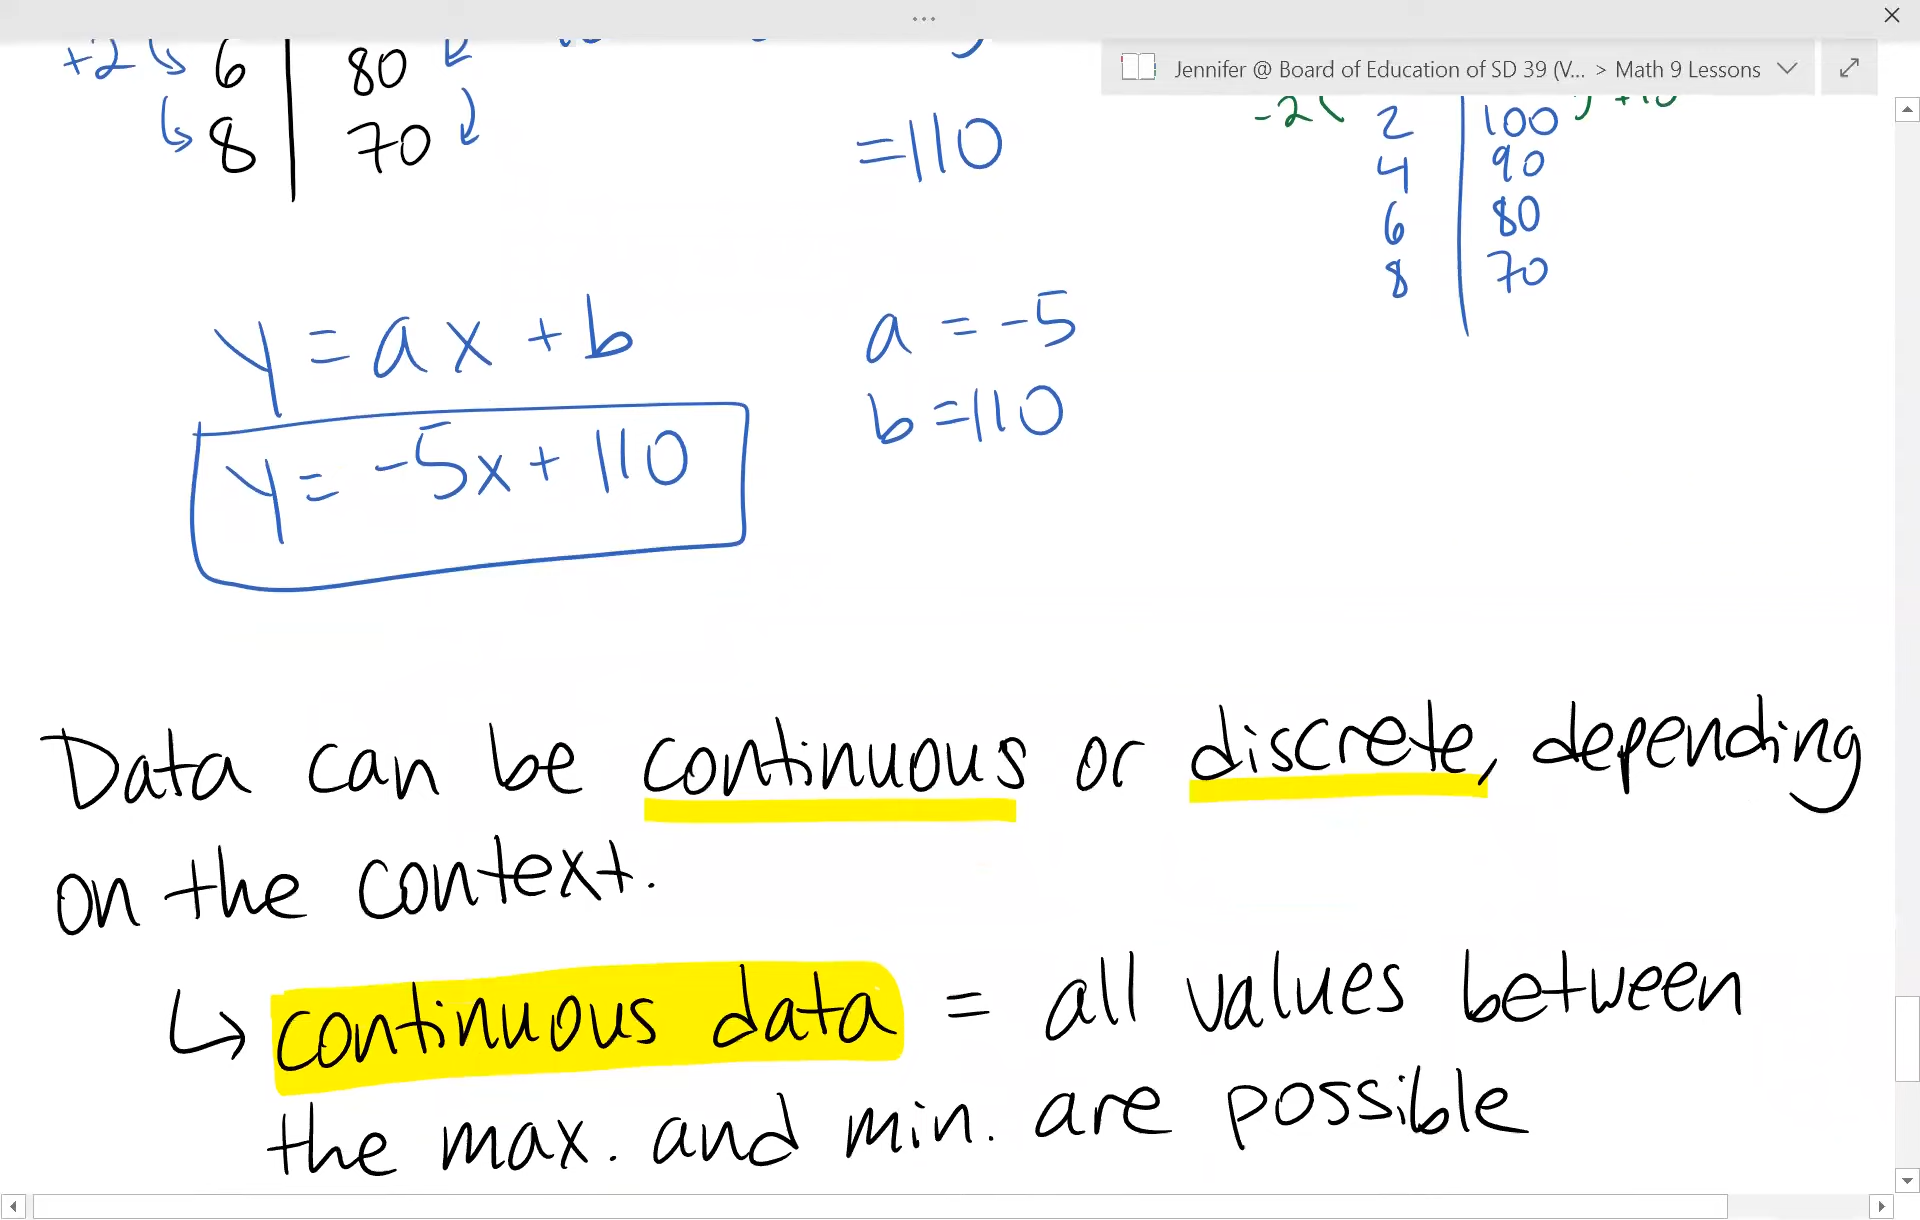 Jennifer @ Board of Education of SD 39 (V... > Math 9 Lessons
+2 6 | 80
8 | 70
=110
-2
2 | 100
4 | 90
6 | 80
8 | 70
y = ax + b
a = -5
b = 110
y = -5x + 110
Data can be continuous or discrete, depending
on the context.
↳ continuous data = all values between
the max. and min. are possible